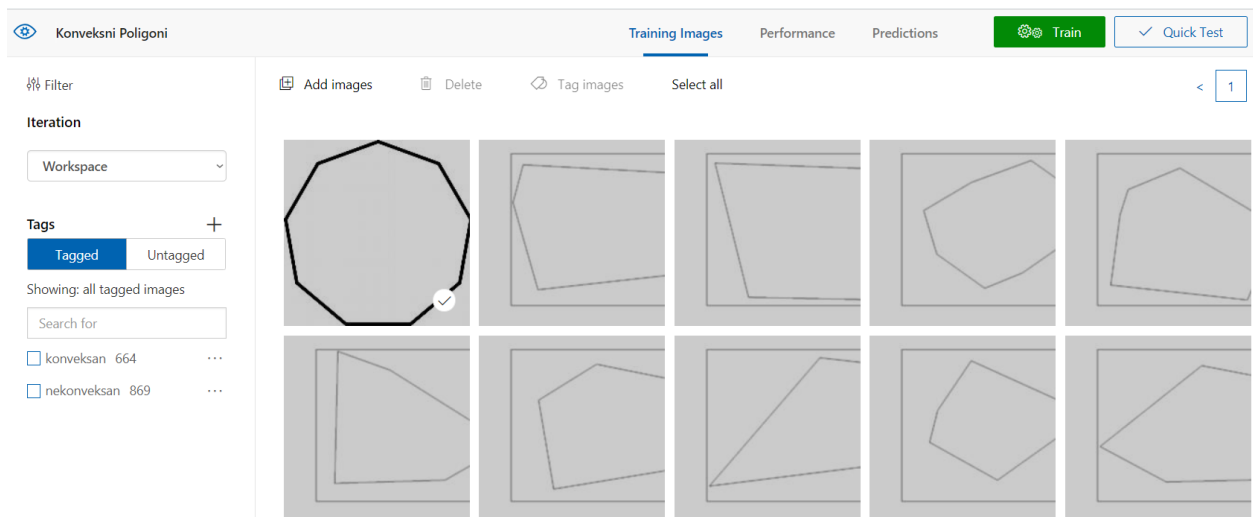 Konveksni Poligoni
Training Images
Performance
Predictions
Train
Quick Test
Filter
Add images
Delete
Tag images
Select all
<
1
Iteration
Workspace
Tags
+
Tagged
Untagged
Showing: all tagged images
Search for
konveksan 664 ...
nekonveksan 869 ...